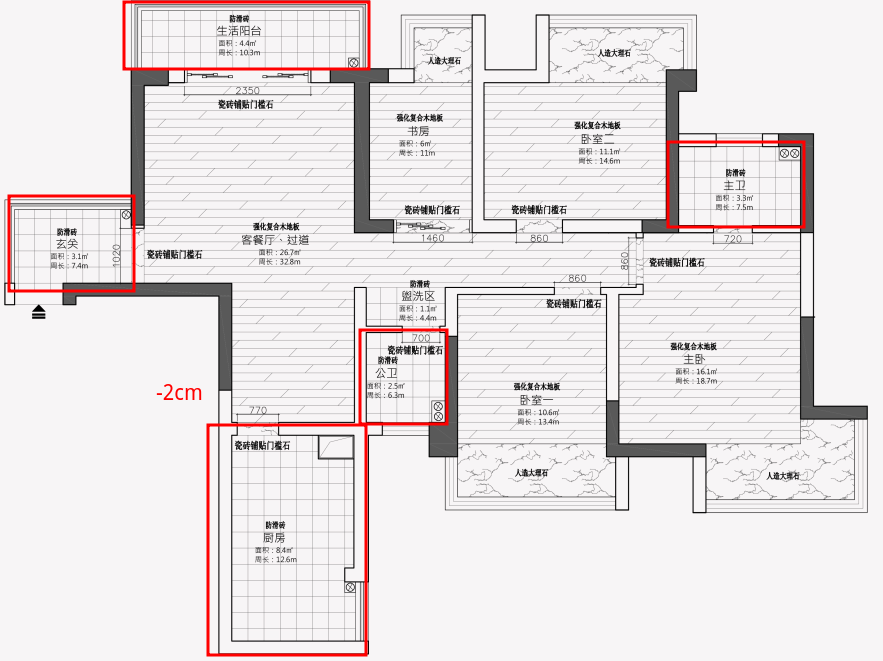 防滑砖
生活阳台
面积：4.4㎡
周长：10.3m
2350
瓷砖铺贴门槛石
人造大理石
人造大理石
强化复合木地板
书房
面积：6㎡
周长：11m
强化复合木地板
卧室二
面积：11.1㎡
周长：14.6m
防滑砖
主卫
面积：3.3㎡
周长：7.5m
瓷砖铺贴门槛石
瓷砖铺贴门槛石
1460
860
720
防滑砖
玄关
面积：3.1㎡
周长：7.4m
1020
瓷砖铺贴门槛石
强化复合木地板
客餐厅、过道
面积：26.7㎡
周长：32.8m
860
瓷砖铺贴门槛石
防滑砖
盥洗区
面积：1.1㎡
周长：4.4m
860
瓷砖铺贴门槛石
700
瓷砖铺贴门槛石
防滑砖
公卫
面积：2.5㎡
周长：6.3m
强化复合木地板
主卧
面积：16.1㎡
周长：18.7m
强化复合木地板
卧室一
面积：10.6㎡
周长：13.4m
-2cm
770
瓷砖铺贴门槛石
人造大理石
人造大理石
防滑砖
厨房
面积：8.4㎡
周长：12.6m